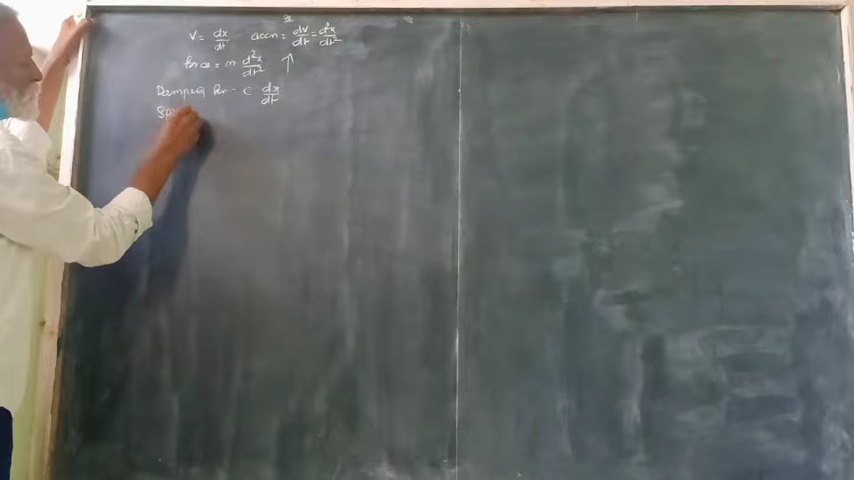 V = dx/dt accn = dv/dt = d²x/dt²
force = m d²x/dt²
Damping for = c dx/dt
Sp